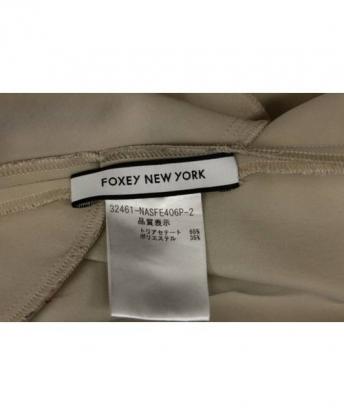 FOXEY NEW YORK
32461-NASFE406P-2
品質表示
トリアセテート 65%
ポリエステル 35%